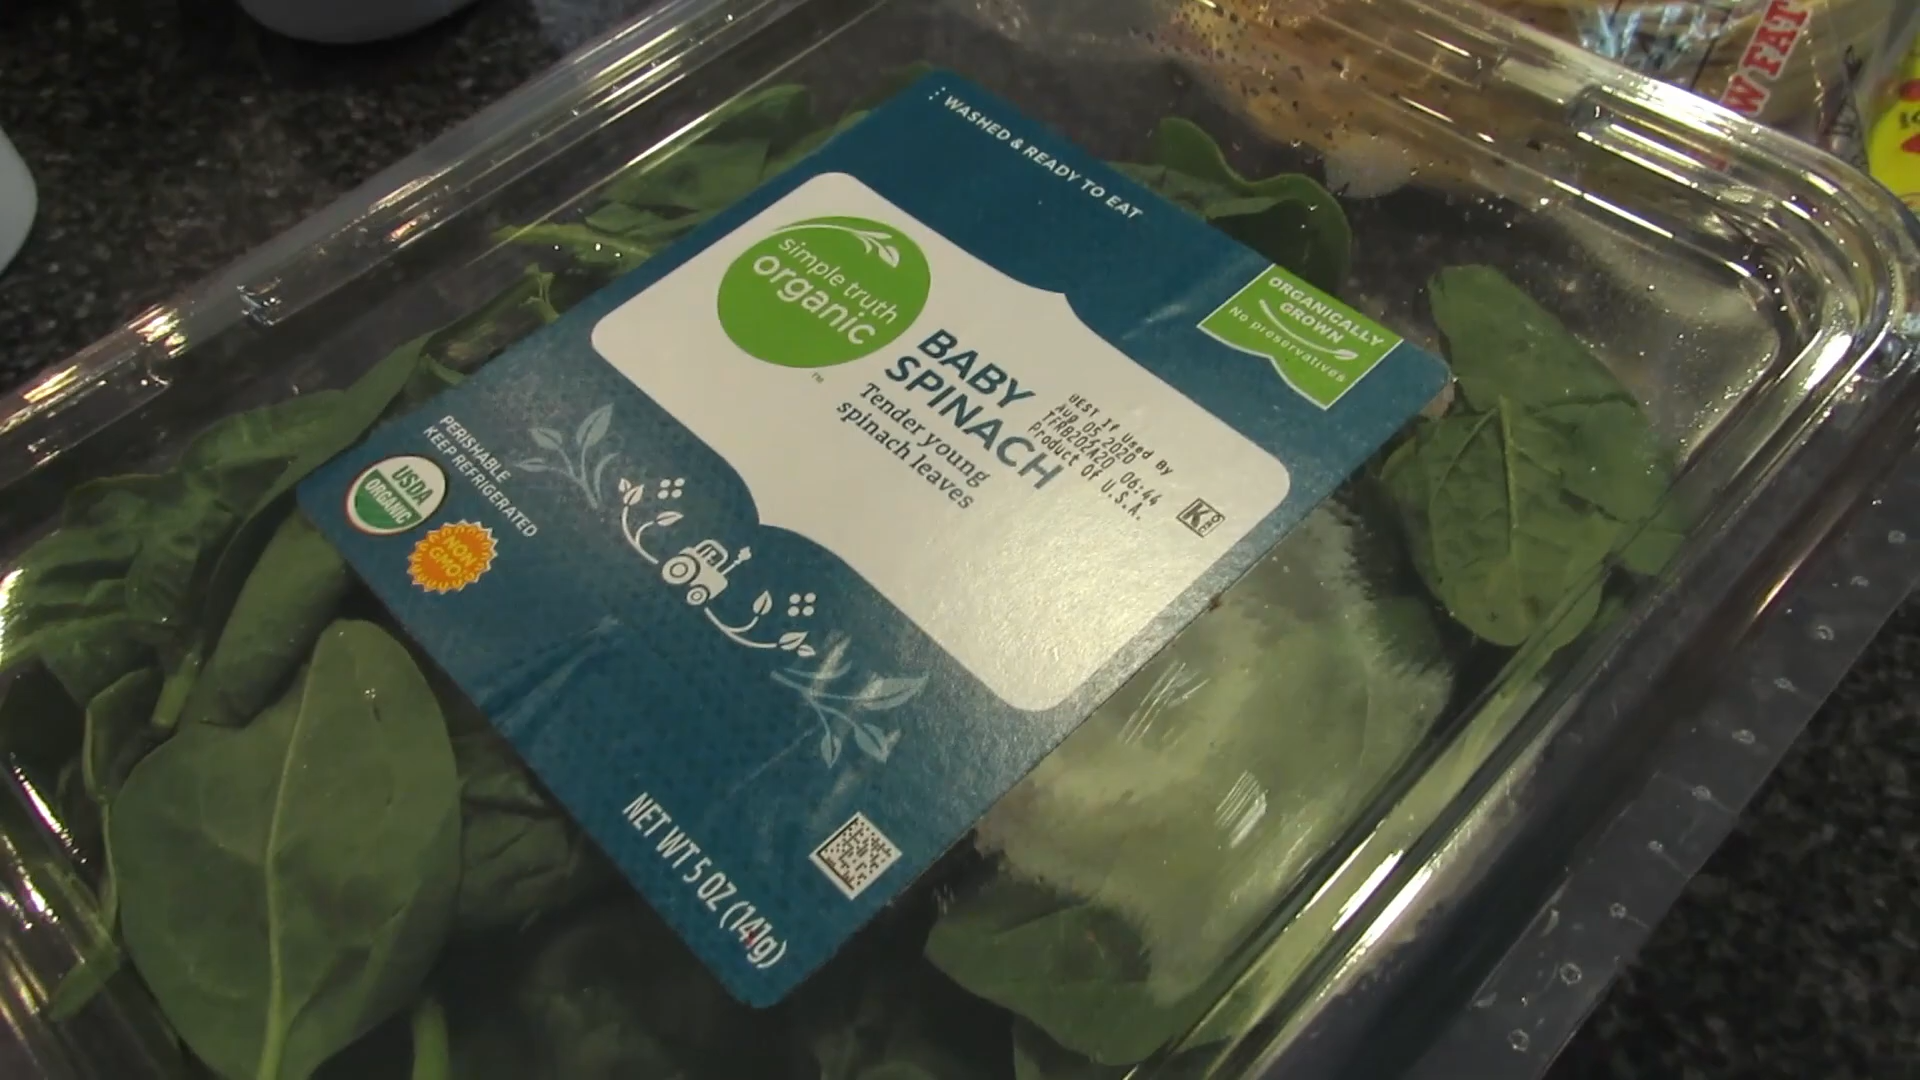 WASHED & READY TO EAT
simple truth
organic
TM
ORGANICALLY
GROWN
No preservatives
BABY
SPINACH
Tender young
spinach leaves
BEST If Used By
AUG 05 2020
06:44
Product Of U.S.A.
K
PERISHABLE
KEEP REFRIGERATED
USDA
ORGANIC
NON
GMO
NET WT 5 OZ (141g)
W FAT